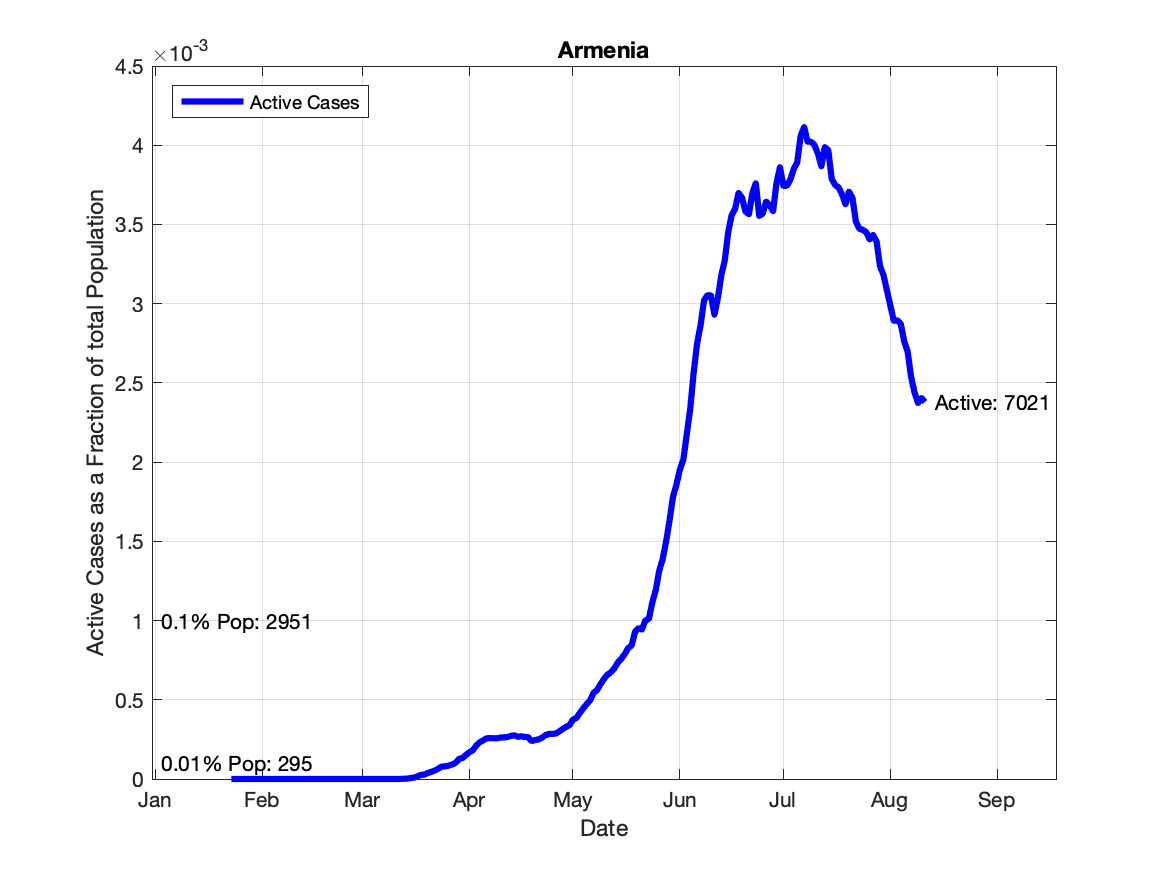 Armenia
×10-3
4.5
4
3.5
3
2.5
2
1.5
1
0.5
0
Active Cases as a Fraction of total Population
Active Cases
Active: 7021
0.1% Pop: 2951
0.01% Pop: 295
Jan Feb Mar Apr May Jun Jul Aug Sep
Date